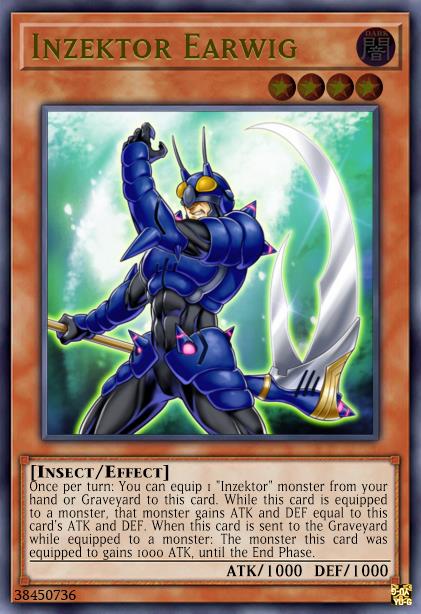 INZEKTOR EARWIG
DARK
闇
[INSECT/EFFECT]
Once per turn: You can equip 1 "Inzektor" monster from your
hand or Graveyard to this card. While this card is equipped
to a monster, that monster gains ATK and DEF equal to this
card's ATK and DEF. When this card is sent to the Graveyard
while equipped to a monster: The monster this card was
equipped to gains 1000 ATK, until the End Phase.
ATK/1000 DEF/1000
38450736